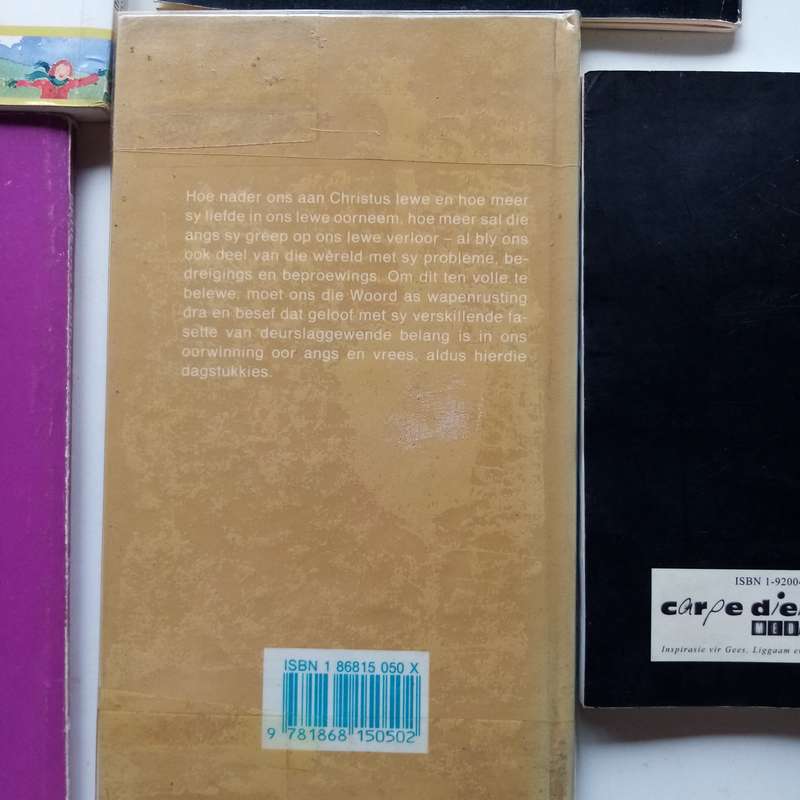 Hoe nader ons aan Christus lewe en hoe meer
sy liefde in ons lewe oorneem, hoe meer sal die
angs sy greep op ons lewe verloor – al bly ons
ook deel van die wêreld met sy probleme, be-
dreigings en beproewings. Om dit ten volle te
belewe, moet ons die Woord as wapenrusting
dra en besef dat geloof met sy verskillende fa-
sette van deurslaggewende belang is in ons
oorwinning oor angs en vrees, aldus hierdie
dagstukkies.
ISBN 1 86815 050 X
9 781868 150502
ISBN 1-9200
carpe die
MED
Inspirasie vir Gees, Liggaam e